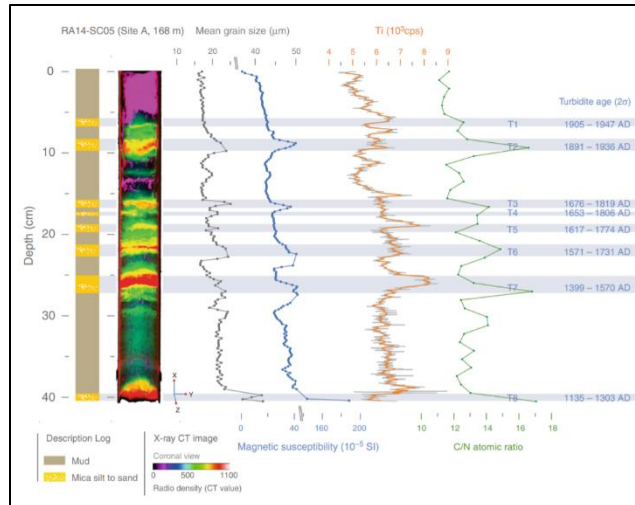 RA14-SC05 (Site A, 168 m)
Mean grain size (μm)
Ti (10³cps)
10 20 40 60
4 5 6 7 8 9
Depth (cm)
0
10
20
30
40
Turbidite age (2σ)
T1 1905 – 1947 AD
T2 1891 – 1936 AD
T3 1676 – 1819 AD
T4 1653 – 1806 AD
T5 1617 – 1774 AD
T6 1571 – 1731 AD
T7 1399 – 1570 AD
T8 1135 – 1303 AD
X
Y
Z
0 40 160 200
10 12 14 16 18
Magnetic susceptibility (10⁻⁵ SI)
C/N atomic ratio
Description Log
Mud
Mica silt to sand
X-ray CT image
Coronal view
0 500 1100
Radio density (CT value)